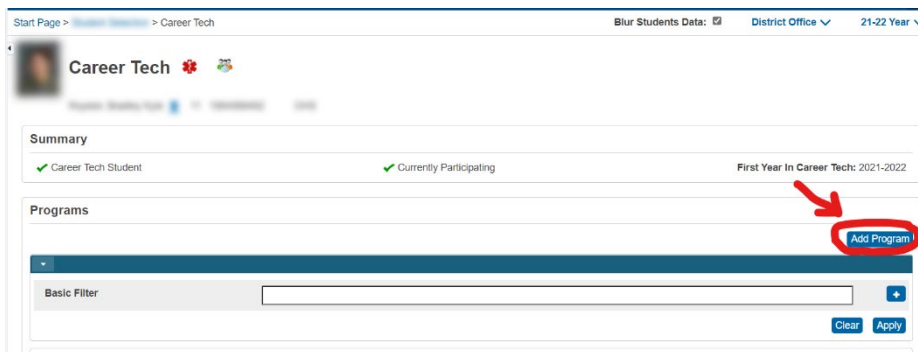 Start Page > > Career Tech Blur Students Data: District Office 21-22 Year
Career Tech
Summary
Career Tech Student Currently Participating First Year In Career Tech: 2021-2022
Programs
Add Program
Basic Filter +
Clear Apply